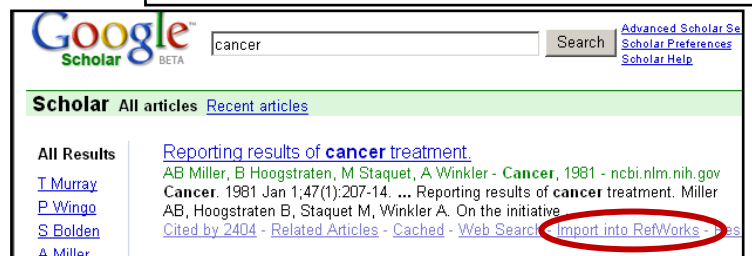 Google
Scholar BETA
cancer
Search
Advanced Scholar Se
Scholar Preferences
Scholar Help
Scholar All articles Recent articles
All Results
T Murray
P Wingo
S Bolden
A Miller
Reporting results of cancer treatment.
AB Miller, B Hoogstraten, M Staquet, A Winkler - Cancer, 1981 - ncbi.nlm.nih.gov
Cancer. 1981 Jan 1;47(1):207-14. ... Reporting results of cancer treatment. Miller
AB, Hoogstraten B, Staquet M, Winkler A. On the initiative ...
Cited by 2404 - Related Articles - Cached - Web Search - Import into RefWorks -